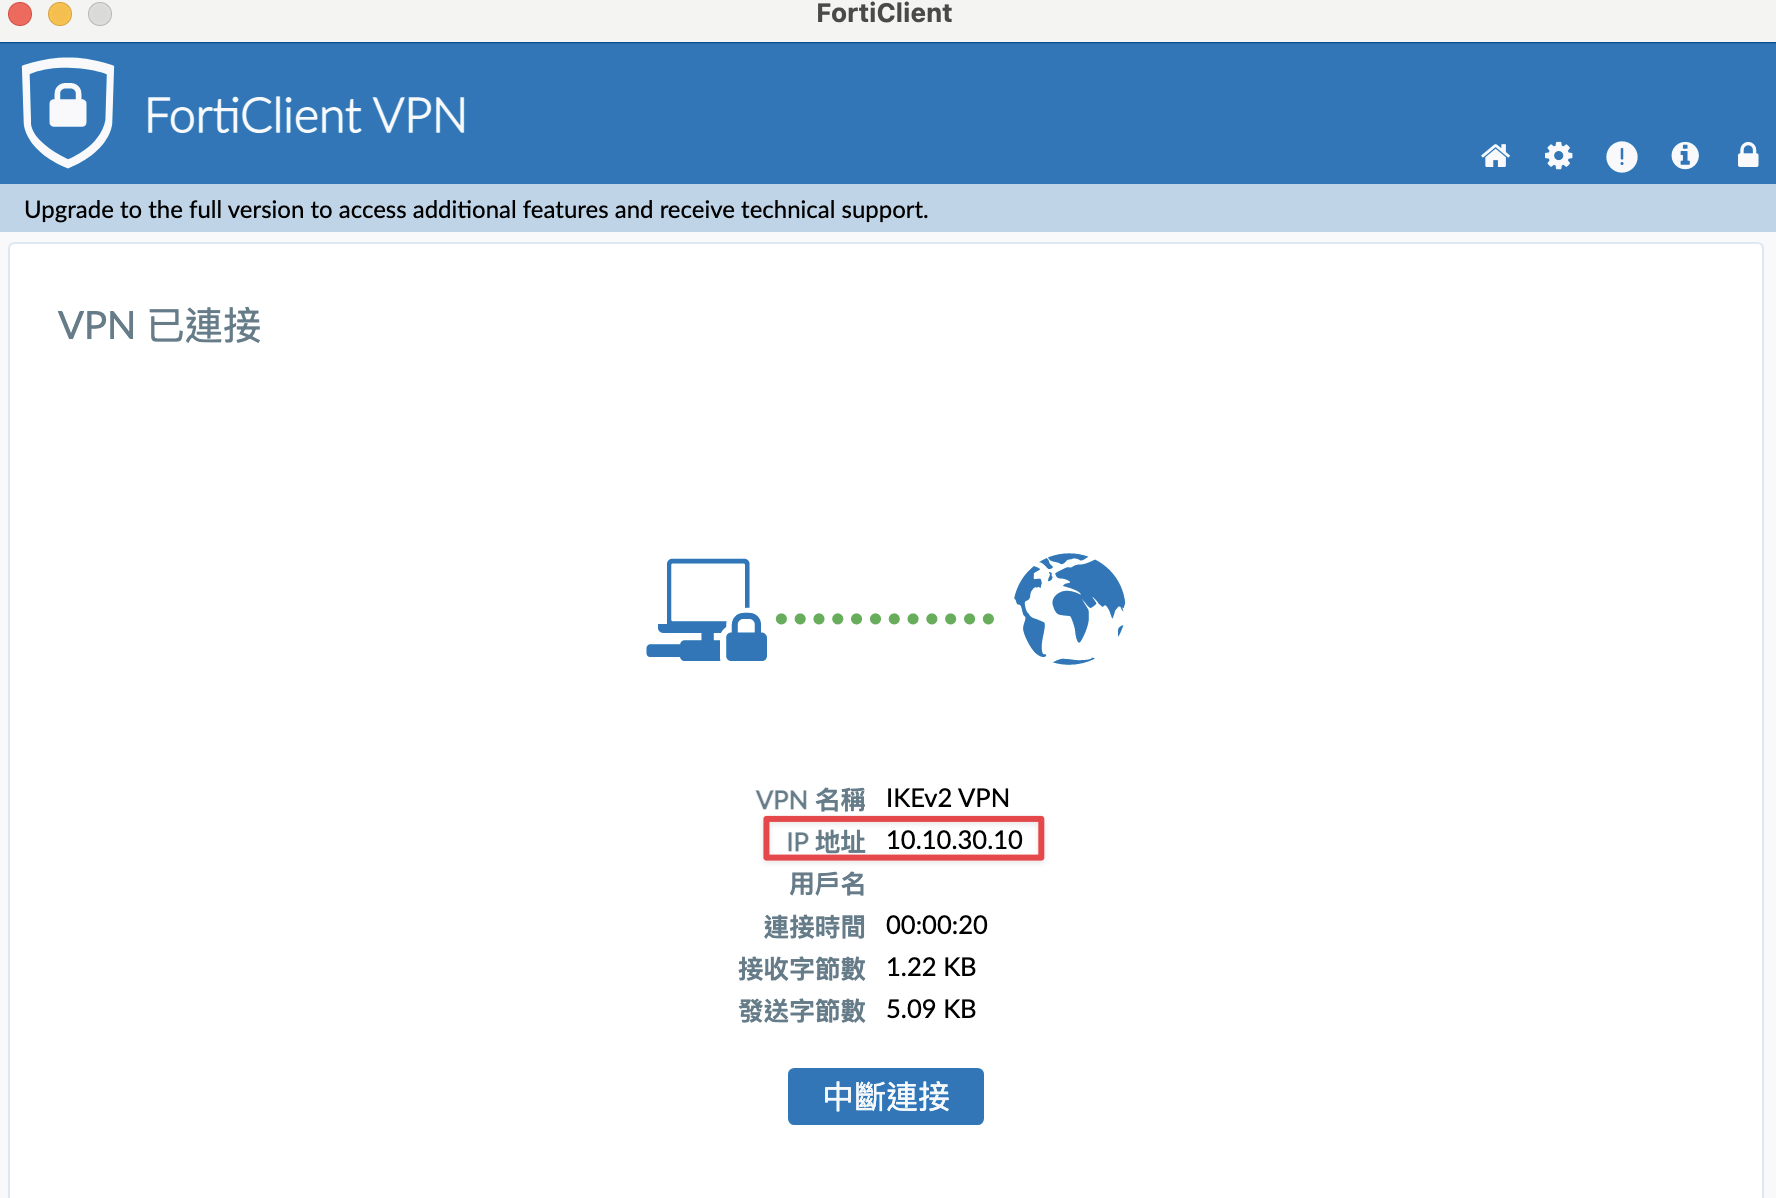 FortiClient
FortiClient VPN
Upgrade to the full version to access additional features and receive technical support.
VPN 已連接
VPN 名稱 IKEv2 VPN
IP 地址 10.10.30.10
用戶名
連接時間 00:00:20
接收字節數 1.22 KB
發送字節數 5.09 KB
中斷連接